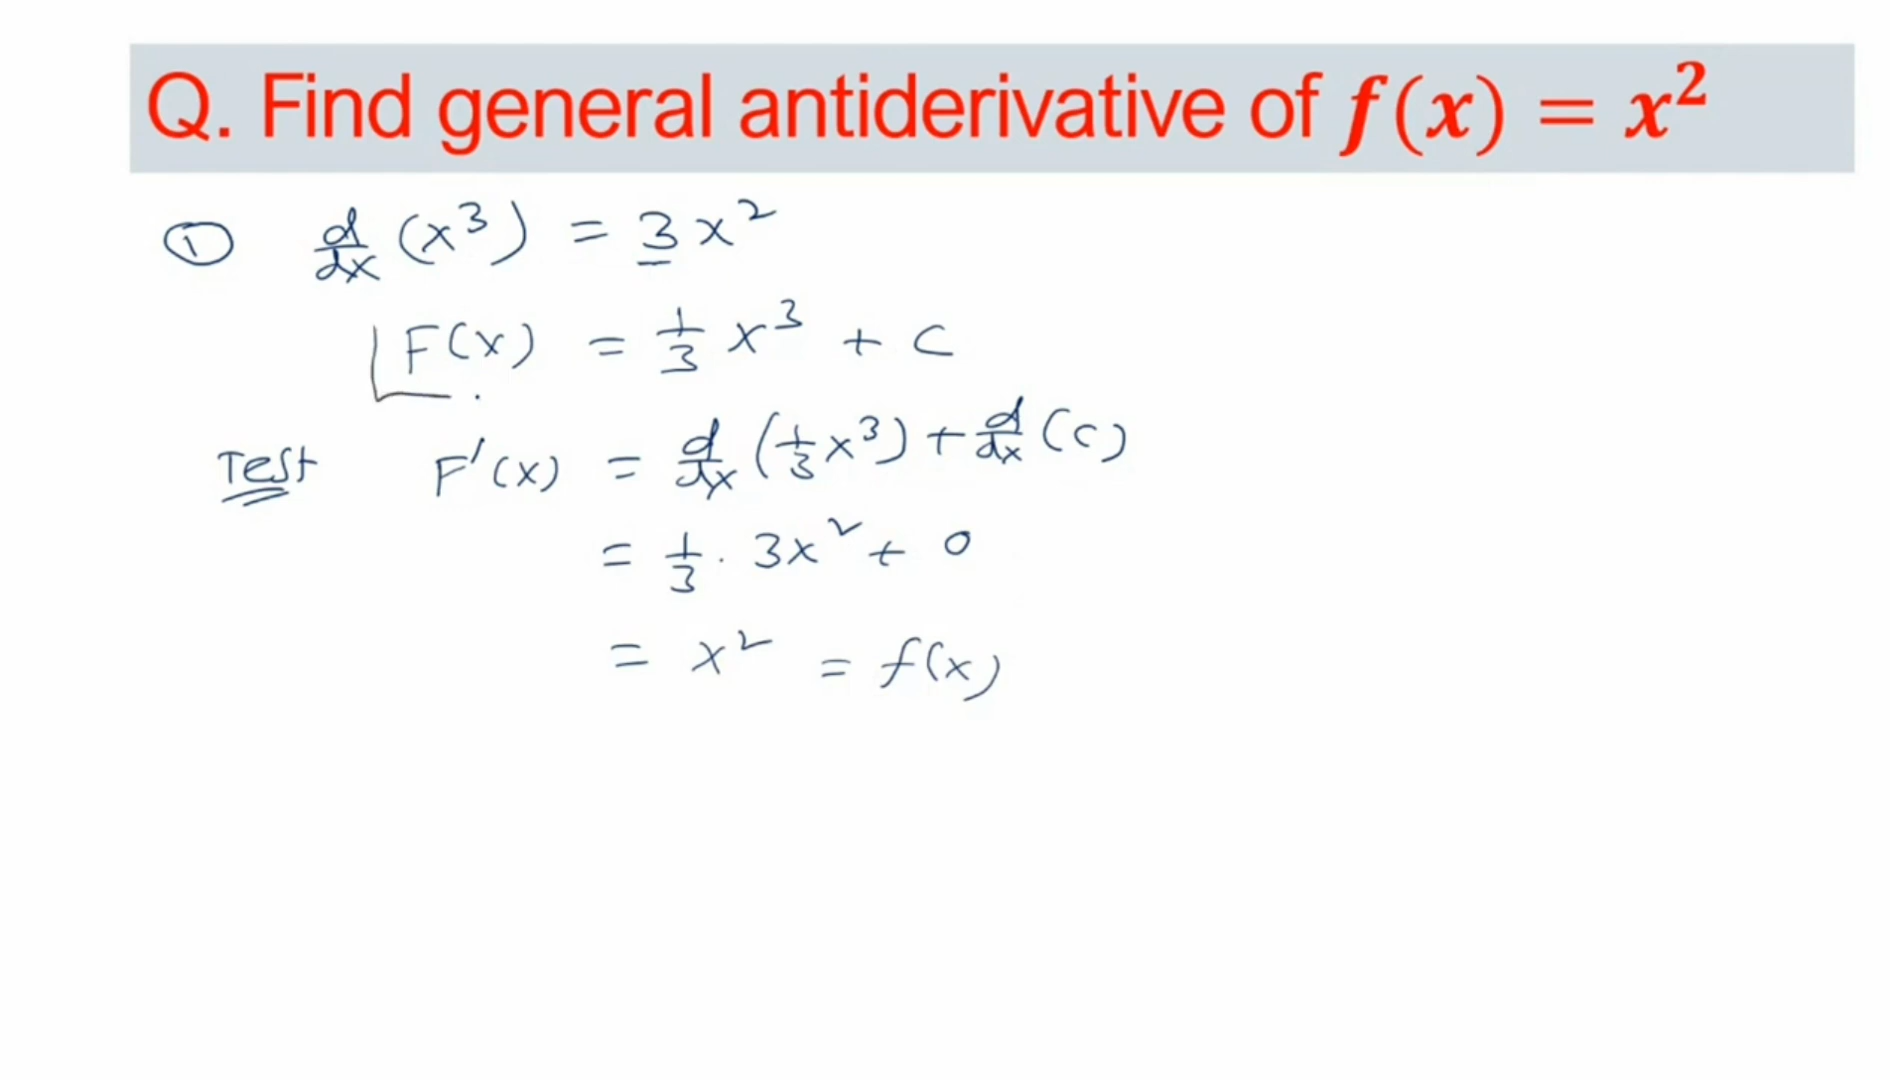 Q. Find general antiderivative of f(x) = x²
① d/dx (x³) = 3x²
F(x) = 1/3 x³ + c
Test F'(x) = d/dx (1/3 x³) + d/dx (c)
= 1/3 · 3x² + 0
= x² = f(x)